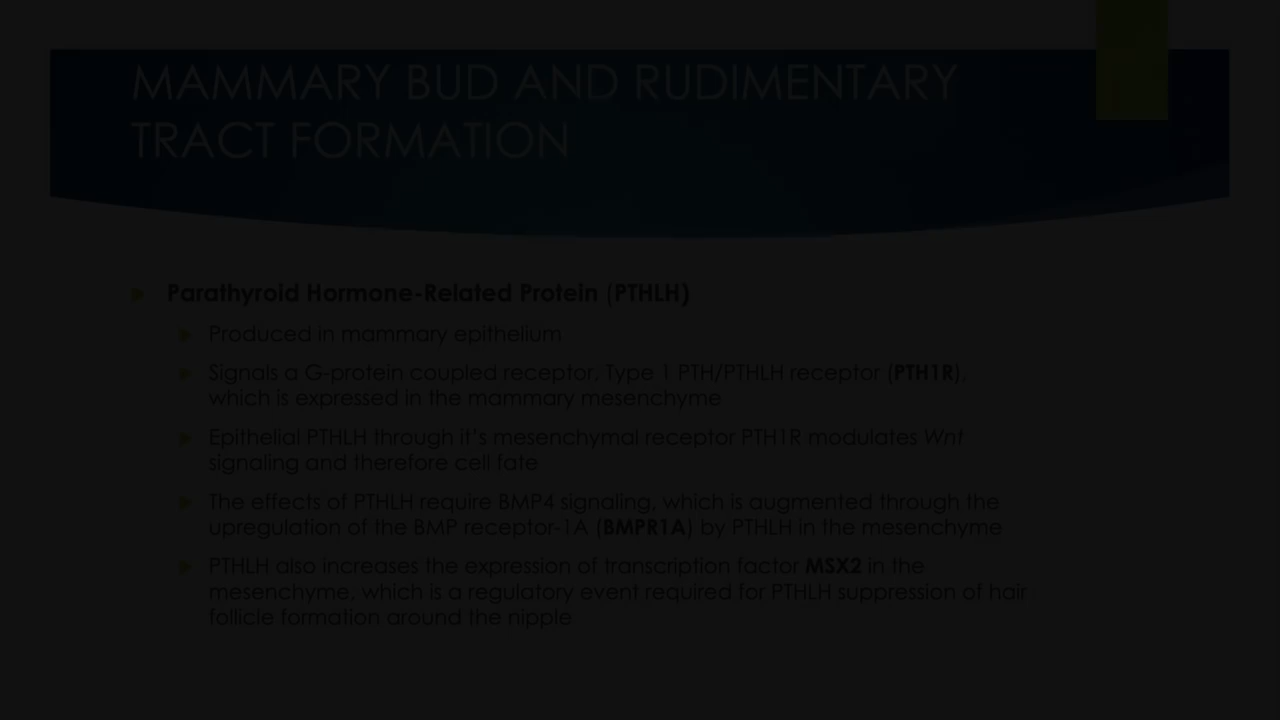 MAMMARY BUD AND RUDIMENTARY
TRACT FORMATION
Parathyroid Hormone-Related Protein (PTHLH)
Produced in mammary epithelium
Signals a G-protein coupled receptor, Type 1 PTH/PTHLH receptor (PTH1R),
which is expressed in the mammary mesenchyme
Epithelial PTHLH through it's mesenchymal receptor PTH1R modulates Wnt
signaling and therefore cell fate
The effects of PTHLH require BMP4 signaling, which is augmented through the
upregulation of the BMP receptor-1A (BMPR1A) by PTHLH in the mesenchyme
PTHLH also increases the expression of transcription factor MSX2 in the
mesenchyme, which is a regulatory event required for PTHLH suppression of hair
follicle formation around the nipple